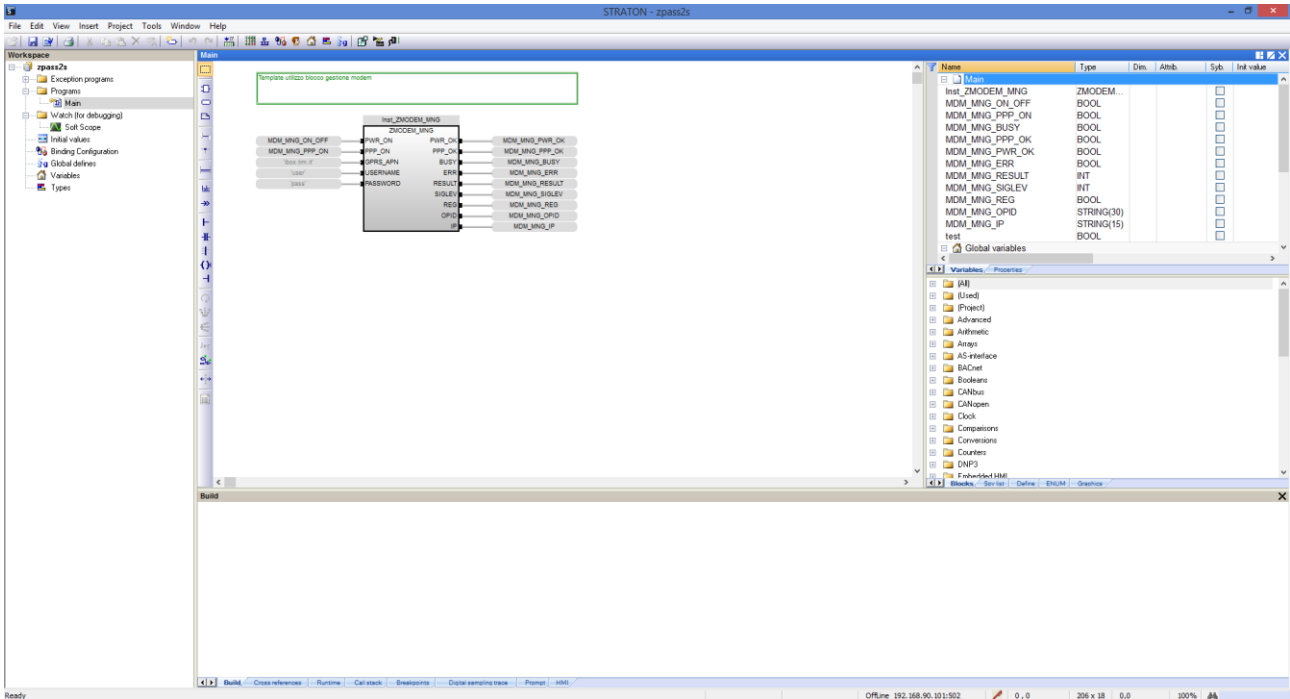 STRATON - zpass2s
File Edit View Insert Project Tools Window Help
Workspace
zpass2s
Exception programs
Programs
Main
Watch (for debugging)
Soft Scope
Initial values
Binding Configuration
Global defines
Variables
Types
Main
Template utilizzo blocco gestione modem
Inst_ZMODEM_MNG
ZMODEM_MNG
MDM_MNG_ON_OFF PWR_ON PWR_OK MDM_MNG_PWR_OK
MDM_MNG_PPP_ON PPP_ON PPP_OK MDM_MNG_PPP_OK
'ibox.tim.it' GPRS_APN BUSY MDM_MNG_BUSY
'user' USERNAME ERR MDM_MNG_ERR
'pass' PASSWORD RESULT MDM_MNG_RESULT
SIGLEV MDM_MNG_SIGLEV
REG MDM_MNG_REG
OPID MDM_MNG_OPID
IP MDM_MNG_IP
Name Type Dim. Attrib. Syb. Init value
Main
Inst_ZMODEM_MNG ZMODEM...
MDM_MNG_ON_OFF BOOL
MDM_MNG_PPP_ON BOOL
MDM_MNG_BUSY BOOL
MDM_MNG_PPP_OK BOOL
MDM_MNG_PWR_OK BOOL
MDM_MNG_ERR BOOL
MDM_MNG_RESULT INT
MDM_MNG_SIGLEV INT
MDM_MNG_REG BOOL
MDM_MNG_OPID STRING(30)
MDM_MNG_IP STRING(15)
test BOOL
Global variables
Variables Properties
(All)
(Used)
(Project)
Advanced
Arithmetic
Arrays
AS-interface
BACnet
Booleans
CANbus
CANopen
Clock
Comparisons
Conversions
Counters
DNP3
Embedded HMI
Blocks Spy list Define ENUM Graphics
Build
Build Cross references Runtime Call stack Breakpoints Digital sampling trace Prompt HMI
Ready OffLine 192.168.90.101:502 0 , 0 206 x 18 0,0 100%